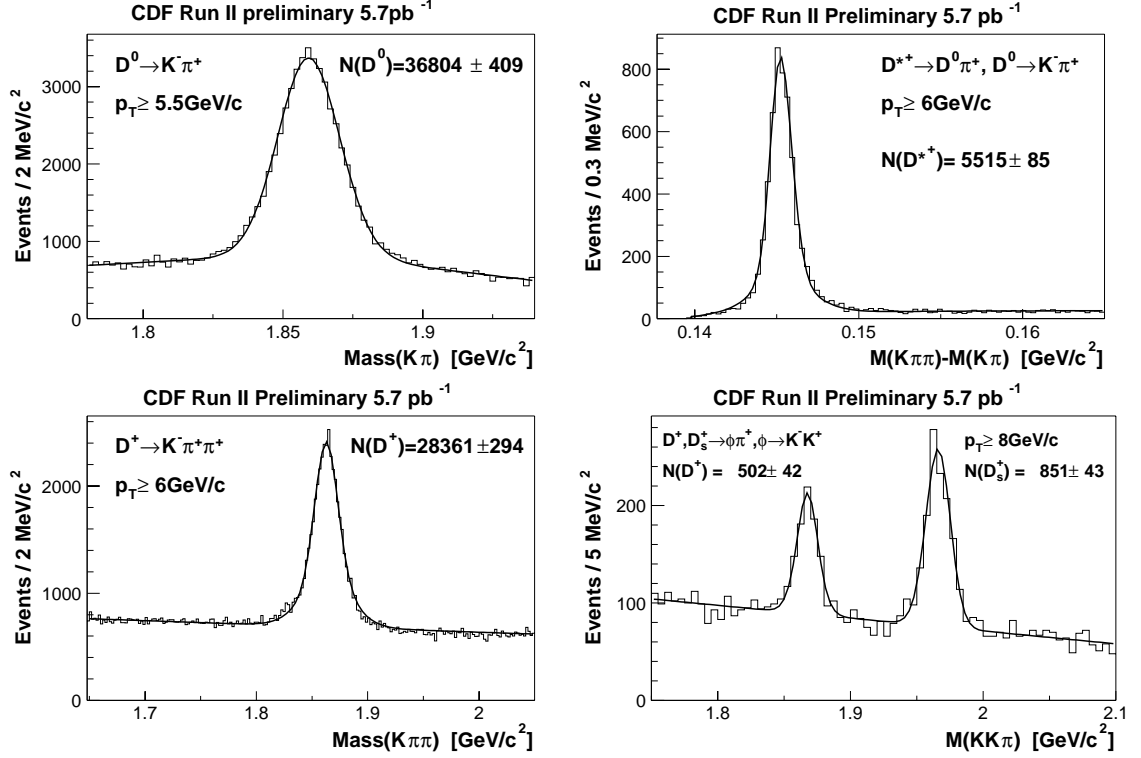 CDF Run II preliminary 5.7pb⁻¹
D⁰→K⁻π⁺ N(D⁰)=36804 ± 409
p_T≥ 5.5GeV/c
Events / 2 MeV/c²
3000
2000
1000
0
1.8 1.85 1.9
Mass(Kπ) [GeV/c²]
CDF Run II Preliminary 5.7 pb⁻¹
D*⁺→D⁰π⁺, D⁰→K⁻π⁺
p_T≥ 6GeV/c
N(D*⁺)= 5515± 85
Events / 0.3 MeV/c²
800
600
400
200
0
0.14 0.15 0.16
M(Kππ)-M(Kπ) [GeV/c²]
CDF Run II Preliminary 5.7 pb⁻¹
D⁺→K⁻π⁺π⁺ N(D⁺)=28361±294
p_T≥ 6GeV/c
Events / 2 MeV/c²
2000
1000
0
1.7 1.8 1.9 2
Mass(Kππ) [GeV/c²]
CDF Run II Preliminary 5.7 pb⁻¹
D⁺,D_s⁺→ϕπ⁺,ϕ→K⁻K⁺ p_T≥ 8GeV/c
N(D⁺) = 502± 42 N(D_s⁺) = 851± 43
Events / 5 MeV/c²
200
100
0
1.8 1.9 2 2.1
M(KKπ) [GeV/c²]